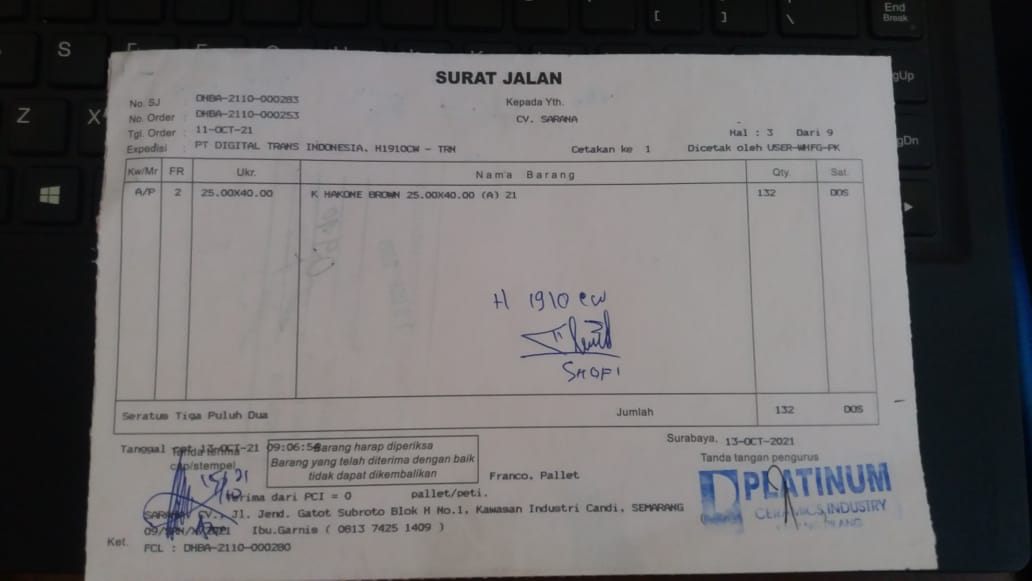 SURAT JALAN
No. SJ : DHBA-2110-000283
No. Order : DHBA-2110-000253
Tgl. Order : 11-OCT-21
Expedisi : PT DIGITAL TRANS INDONESIA, H1910CW - TRN
Kepada Yth.
CV. SARANA
Hal : 3 Dari 9
Cetakan ke 1 Dicetak oleh USER-WHFG-PK
Kw/Mr FR Ukr. Nama Barang Qty. Sat.
A/P 2 25.00X40.00 K HAKONE BROWN 25.00X40.00 (A) 21 132 DOS
H 1910 CW
SHOFI
Seratus Tiga Puluh Dua Jumlah 132 DOS
Tanggal cet 13-OCT-21 09:06:54
Tanda terima
cap/stempel
15/10 21
Barang harap diperiksa
Barang yang telah diterima dengan baik
tidak dapat dikembalikan
Franco, Pallet
Surabaya, 13-OCT-2021
Tanda tangan pengurus
PLATINUM
CERAMICS INDUSTRY
Terima dari PCI = 0 pallet/peti.
SARANA, CV., Jl. Jend. Gatot Subroto Blok H No.1, Kawasan Industri Candi, SEMARANG
Ibu.Garnis ( 0813 7425 1409 )
Ket. FCL : DHBA-2110-000280
S
Z
X
[
]
\
End
Break
PgUp
PgDn